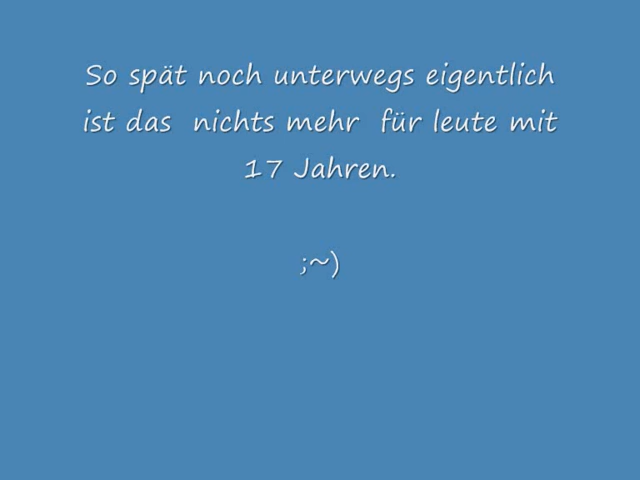 So spät noch unterwegs eigentlich
ist das nichts mehr für leute mit
17 Jahren.
;~)